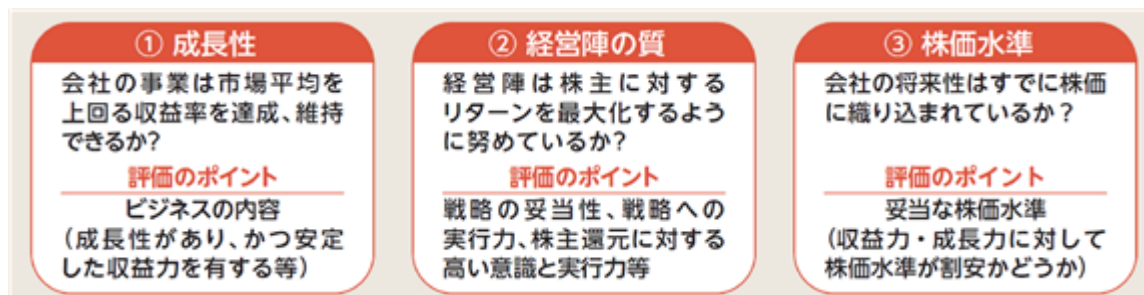 ① 成長性
会社の事業は市場平均を
上回る収益率を達成、維持
できるか?
評価のポイント
ビジネスの内容
(成長性があり、かつ安定
した収益力を有する等)
② 経営陣の質
経営陣は株主に対する
リターンを最大化するよう
に努めているか?
評価のポイント
戦略の妥当性、戦略への
実行力、株主還元に対する
高い意識と実行力等
③ 株価水準
会社の将来性はすでに株価
に織り込まれているか?
評価のポイント
妥当な株価水準
(収益力・成長力に対して
株価水準が割安かどうか)